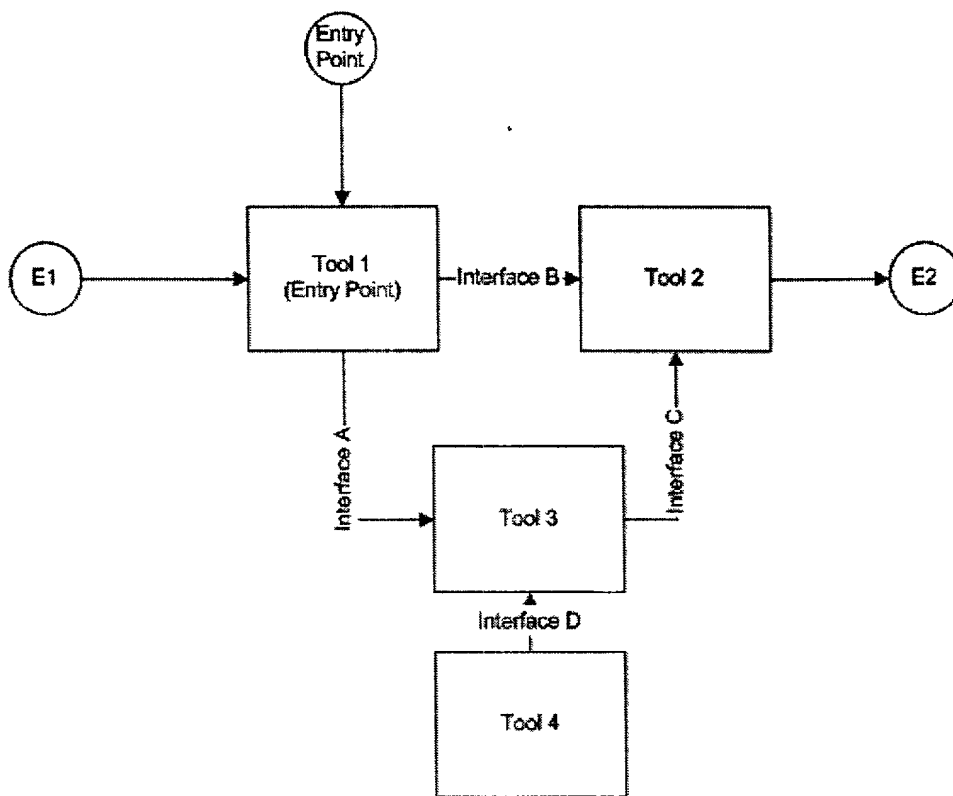 Entry
Point
E1
Tool 1
(Entry Point)
Interface B
Tool 2
E2
Interface A
Interface C
Tool 3
Interface D
Tool 4